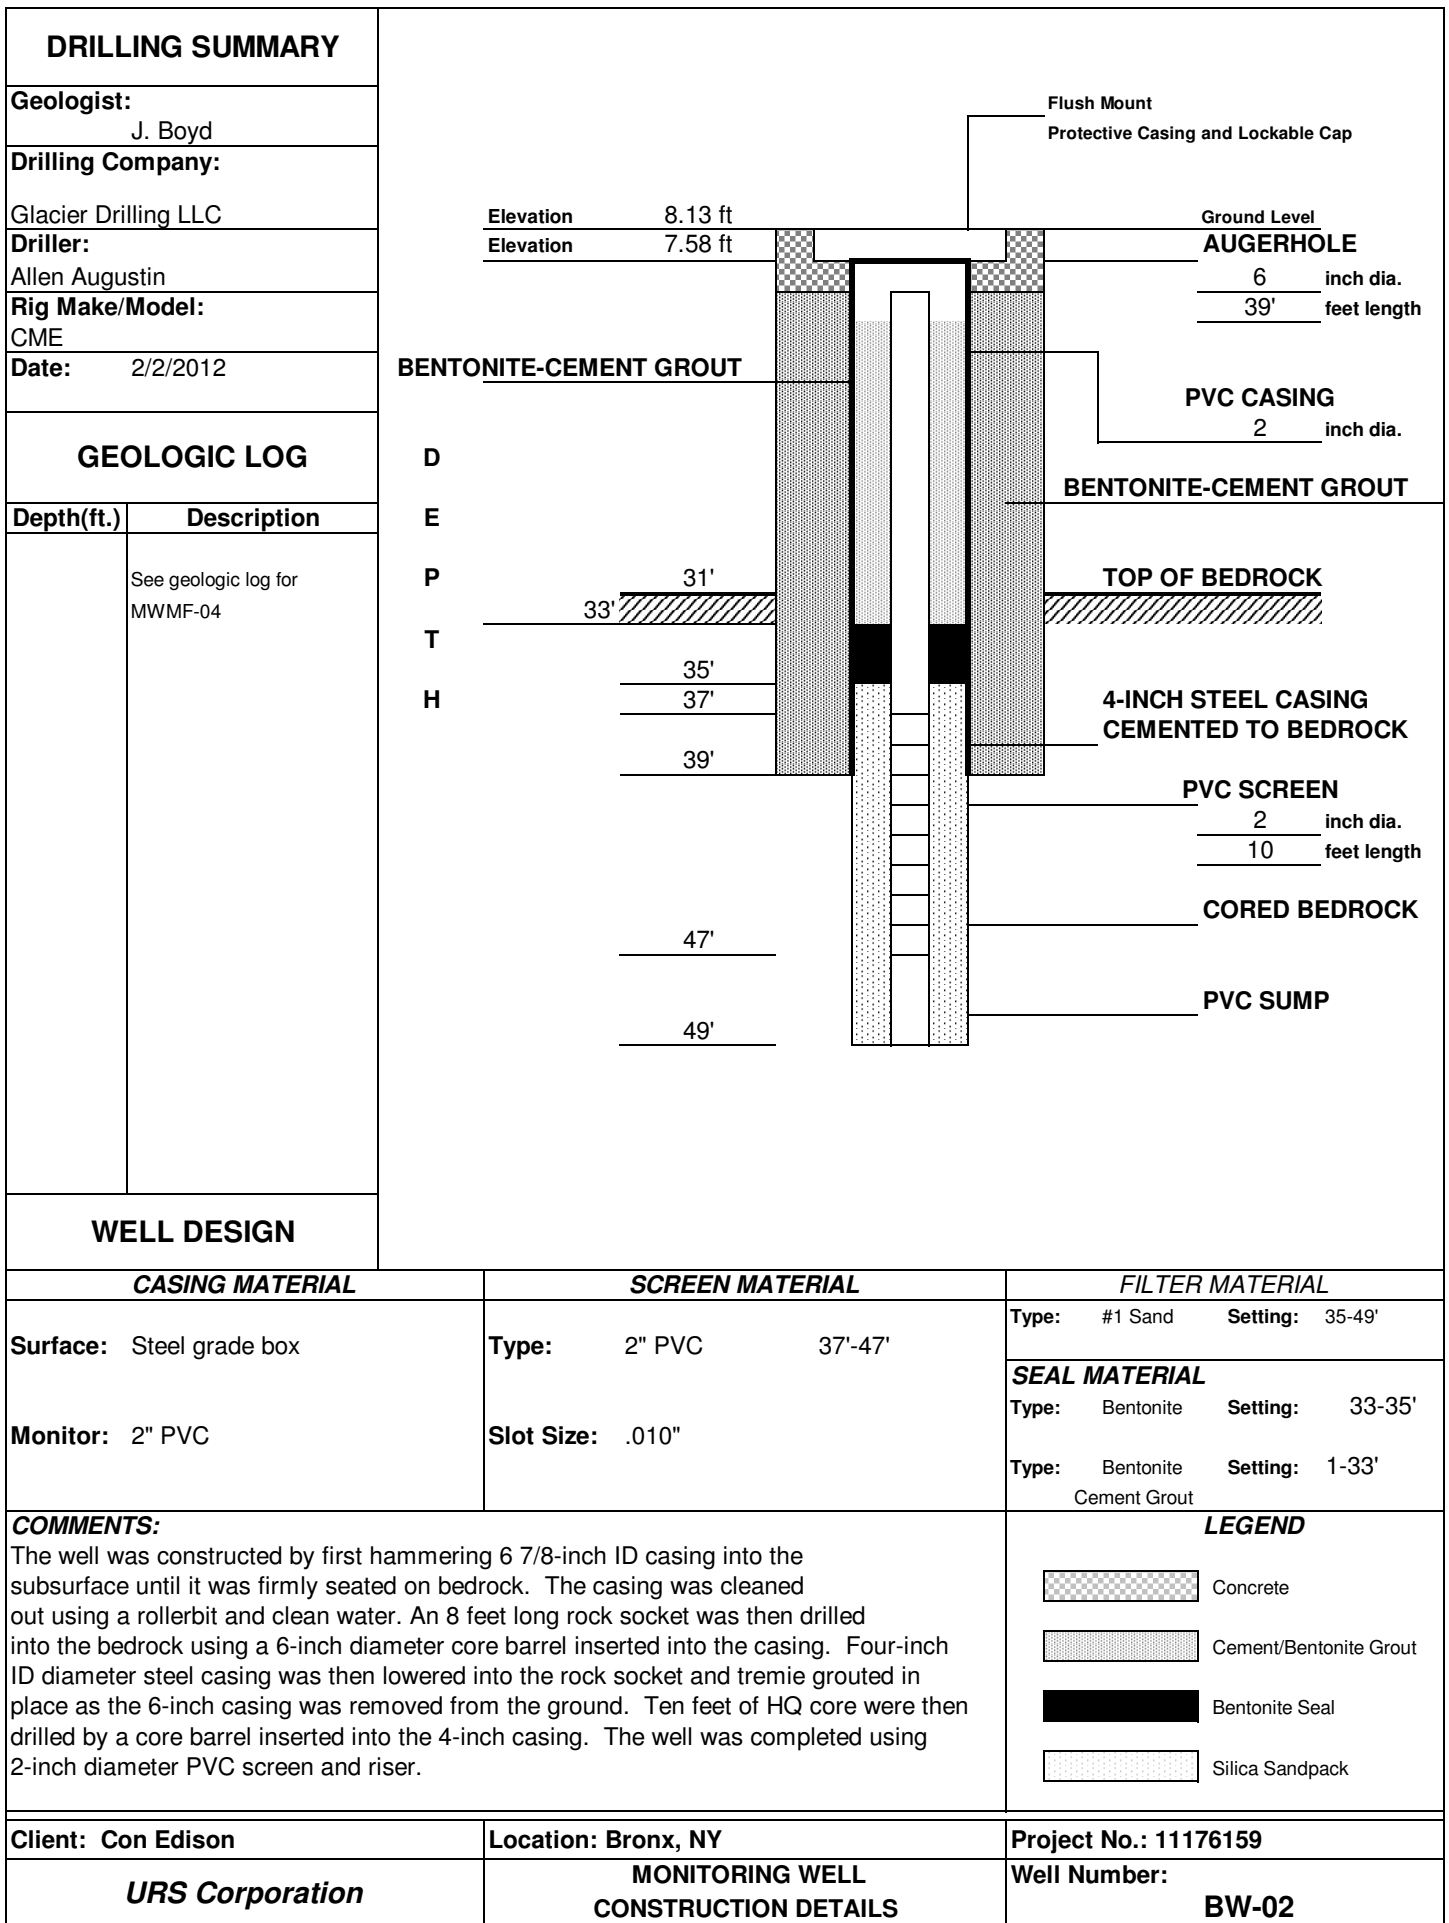 DRILLING SUMMARY
Geologist:
J. Boyd
Drilling Company:
Glacier Drilling LLC
Driller:
Allen Augustin
Rig Make/Model:
CME
Date: 2/2/2012
GEOLOGIC LOG
Depth(ft.) Description
See geologic log for
MWMF-04
WELL DESIGN
Flush Mount
Protective Casing and Lockable Cap
Elevation 8.13 ft Ground Level
Elevation 7.58 ft AUGERHOLE
6 inch dia.
39' feet length
BENTONITE-CEMENT GROUT
PVC CASING
2 inch dia.
D
E
P
T
H
BENTONITE-CEMENT GROUT
31' TOP OF BEDROCK
33'
35'
37' 4-INCH STEEL CASING
CEMENTED TO BEDROCK
39'
PVC SCREEN
2 inch dia.
10 feet length
CORED BEDROCK
47'
PVC SUMP
49'
CASING MATERIAL
Surface: Steel grade box
Monitor: 2" PVC
SCREEN MATERIAL
Type: 2" PVC 37'-47'
Slot Size: .010"
FILTER MATERIAL
Type: #1 Sand Setting: 35-49'
SEAL MATERIAL
Type: Bentonite Setting: 33-35'
Type: Bentonite Setting: 1-33'
Cement Grout
COMMENTS:
The well was constructed by first hammering 6 7/8-inch ID casing into the
subsurface until it was firmly seated on bedrock. The casing was cleaned
out using a rollerbit and clean water. An 8 feet long rock socket was then drilled
into the bedrock using a 6-inch diameter core barrel inserted into the casing. Four-inch
ID diameter steel casing was then lowered into the rock socket and tremie grouted in
place as the 6-inch casing was removed from the ground. Ten feet of HQ core were then
drilled by a core barrel inserted into the 4-inch casing. The well was completed using
2-inch diameter PVC screen and riser.
LEGEND
Concrete
Cement/Bentonite Grout
Bentonite Seal
Silica Sandpack
Client: Con Edison Location: Bronx, NY Project No.: 11176159
URS Corporation
MONITORING WELL
CONSTRUCTION DETAILS
Well Number:
BW-02